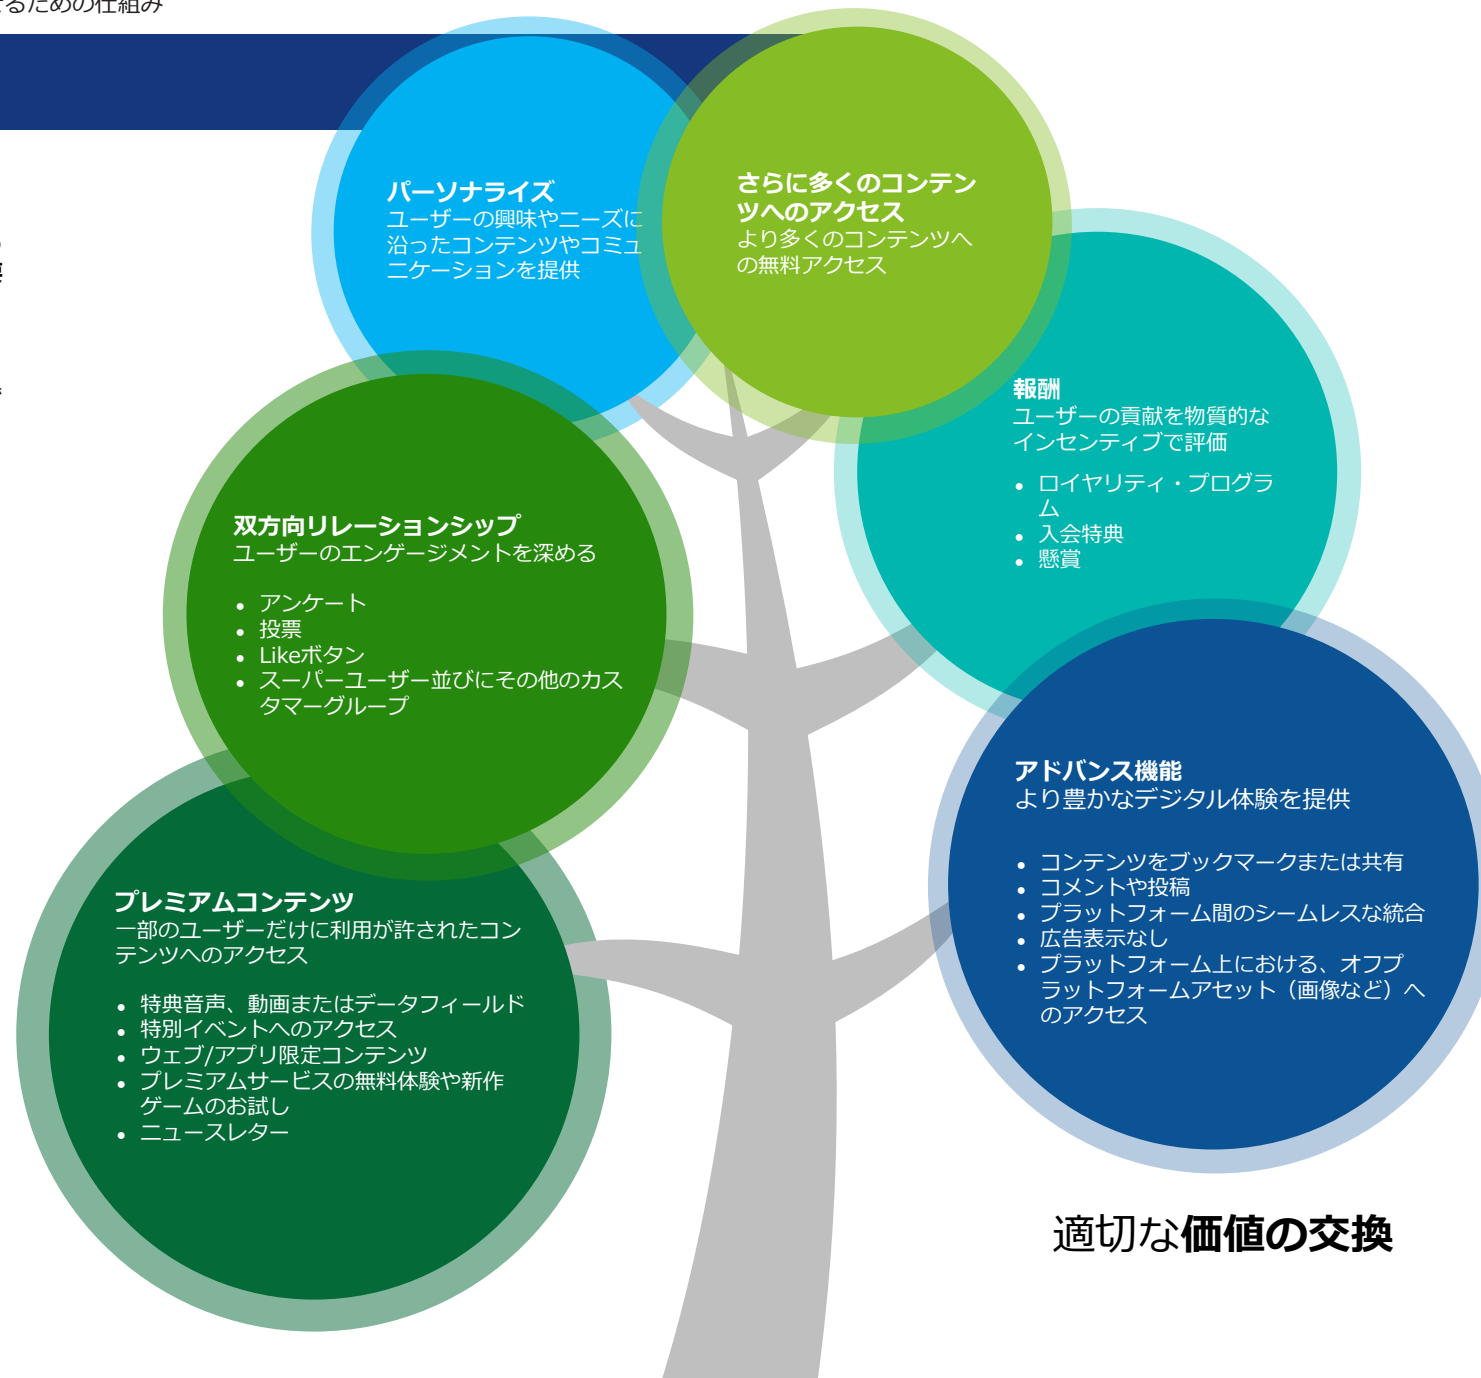 るための仕組み
パーソナライズ
ユーザーの興味やニーズに
沿ったコンテンツやコミュ
ニケーションを提供
さらに多くのコンテン
ツへのアクセス
より多くのコンテンツへ
の無料アクセス
報酬
ユーザーの貢献を物質的な
インセンティブで評価
• ロイヤリティ・プログラ
ム
• 入会特典
• 懸賞
双方向リレーションシップ
ユーザーのエンゲージメントを深める
• アンケート
• 投票
• Likeボタン
• スーパーユーザー並びにその他のカス
タマーグループ
アドバンス機能
より豊かなデジタル体験を提供
• コンテンツをブックマークまたは共有
• コメントや投稿
• プラットフォーム間のシームレスな統合
• 広告表示なし
• プラットフォーム上における、オフプ
ラットフォームアセット（画像など）へ
のアクセス
プレミアムコンテンツ
一部のユーザーだけに利用が許されたコン
テンツへのアクセス
• 特典音声、動画またはデータフィールド
• 特別イベントへのアクセス
• ウェブ/アプリ限定コンテンツ
• プレミアムサービスの無料体験や新作
ゲームのお試し
• ニュースレター
適切な価値の交換